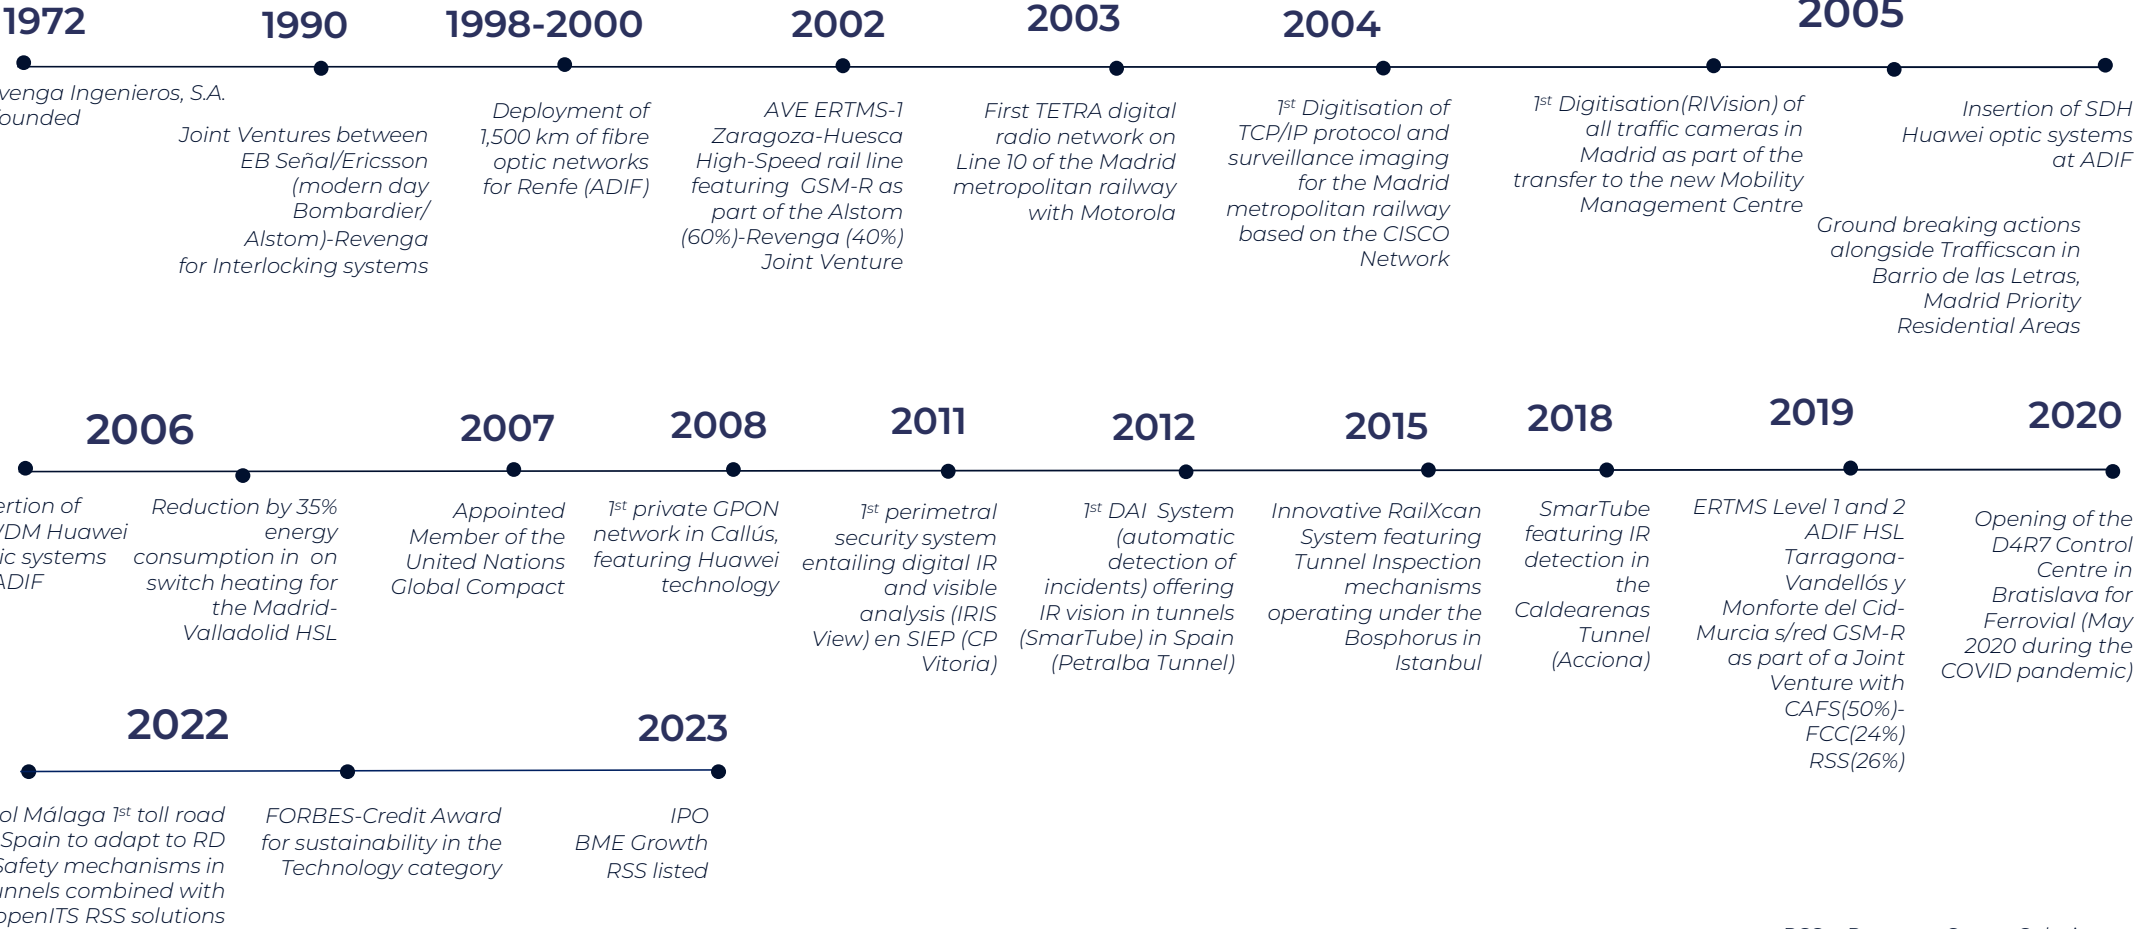 1972
Ingenieros, S.A.
1990
Joint Ventures between
EB Señal/Ericsson
(modern day
Bombardier/
Alstom)-Revenga
for Interlocking systems
1998-2000
Deployment of
1,500 km of fibre
optic networks
for Renfe (ADIF)
2002
AVE ERTMS-1
Zaragoza-Huesca
High-Speed rail line
featuring GSM-R as
part of the Alstom
(60%)-Revenga (40%)
Joint Venture
2003
First TETRA digital
radio network on
Line 10 of the Madrid
metropolitan railway
with Motorola
2004
1st Digitisation of
TCP/IP protocol and
surveillance imaging
for the Madrid
metropolitan railway
based on the CISCO
Network
2005
1st Digitisation(RIVision) of
all traffic cameras in
Madrid as part of the
transfer to the new Mobility
Management Centre
Ground breaking actions
alongside Trafficscan in
Barrio de las Letras,
Madrid Priority
Residential Areas
Insertion of SDH
Huawei optic systems
at ADIF
2006
of
Huawei
systems
ADIF
Reduction by 35%
energy
consumption in on
switch heating for
the Madrid-
Valladolid HSL
2007
Appointed
Member of the
United Nations
Global Compact
2008
1st private GPON
network in Callús,
featuring Huawei
technology
2011
1st perimetral
security system
entailing digital IR
and visible
analysis (IRIS
View) en SIEP (CP
Vitoria)
2012
1st DAI System
(automatic
detection of
incidents) offering
IR vision in tunnels
(SmarTube) in Spain
(Petralba Tunnel)
2015
Innovative RailXcan
System featuring
Tunnel Inspection
mechanisms
operating under the
Bosphorus in
Istanbul
2018
SmarTube
featuring IR
detection in
the
Caldearenas
Tunnel
(Acciona)
2019
ERTMS Level 1 and 2
ADIF HSL
Tarragona-
Vandellós y
Monforte del Cid-
Murcia s/red GSM-R
as part of a Joint
Venture with
CAFS(50%)-
FCC(24%)
RSS(26%)
2020
Opening of the
D4R7 Control
Centre in
Bratislava for
Ferrovial (May
2020 during the
COVID pandemic)
2022
Málaga 1st toll road
Spain to adapt to RD
Safety mechanisms in
combined with
openITS RSS solutions
FORBES-Credit Award
for sustainability in the
Technology category
2023
IPO
BME Growth
RSS listed